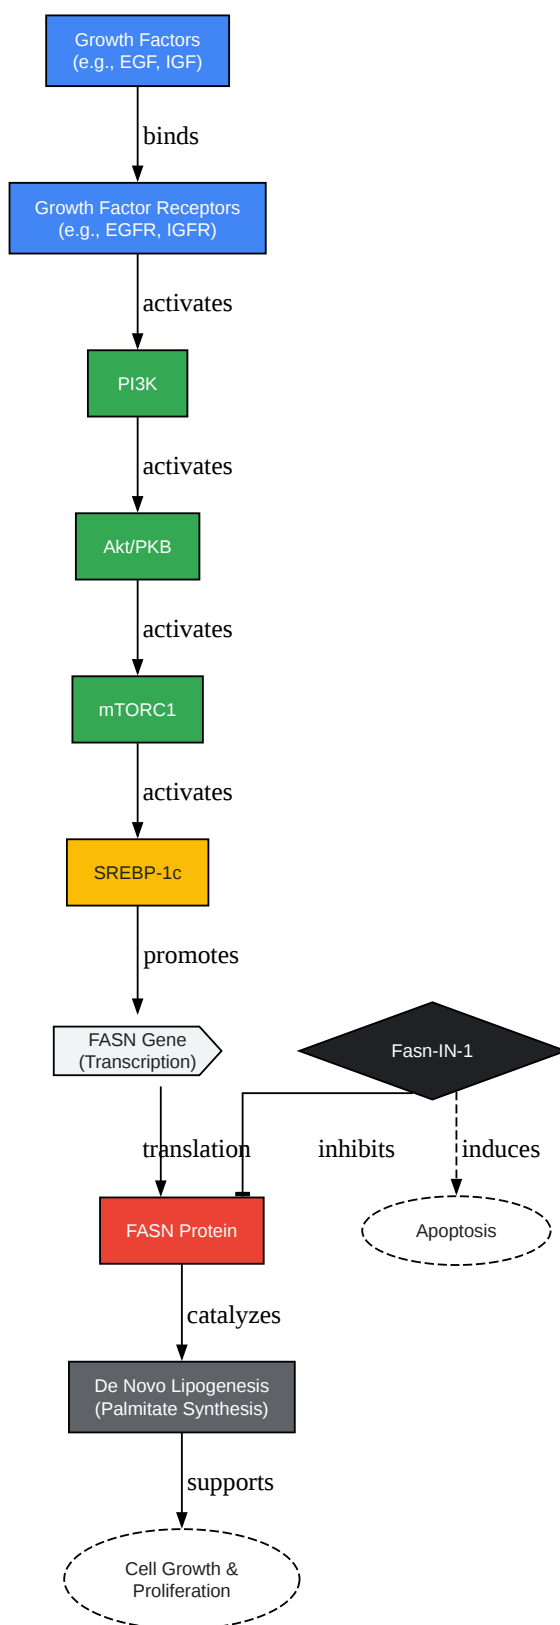 Growth Factors
(e.g., EGF, IGF)
binds
Growth Factor Receptors
(e.g., EGFR, IGFR)
activates
PI3K
activates
Akt/PKB
activates
mTORC1
activates
SREBP-1c
promotes
FASN Gene
(Transcription)
Fasn-IN-1
translation
inhibits
induces
FASN Protein
Apoptosis
catalyzes
De Novo Lipogenesis
(Palmitate Synthesis)
supports
Cell Growth &
Proliferation